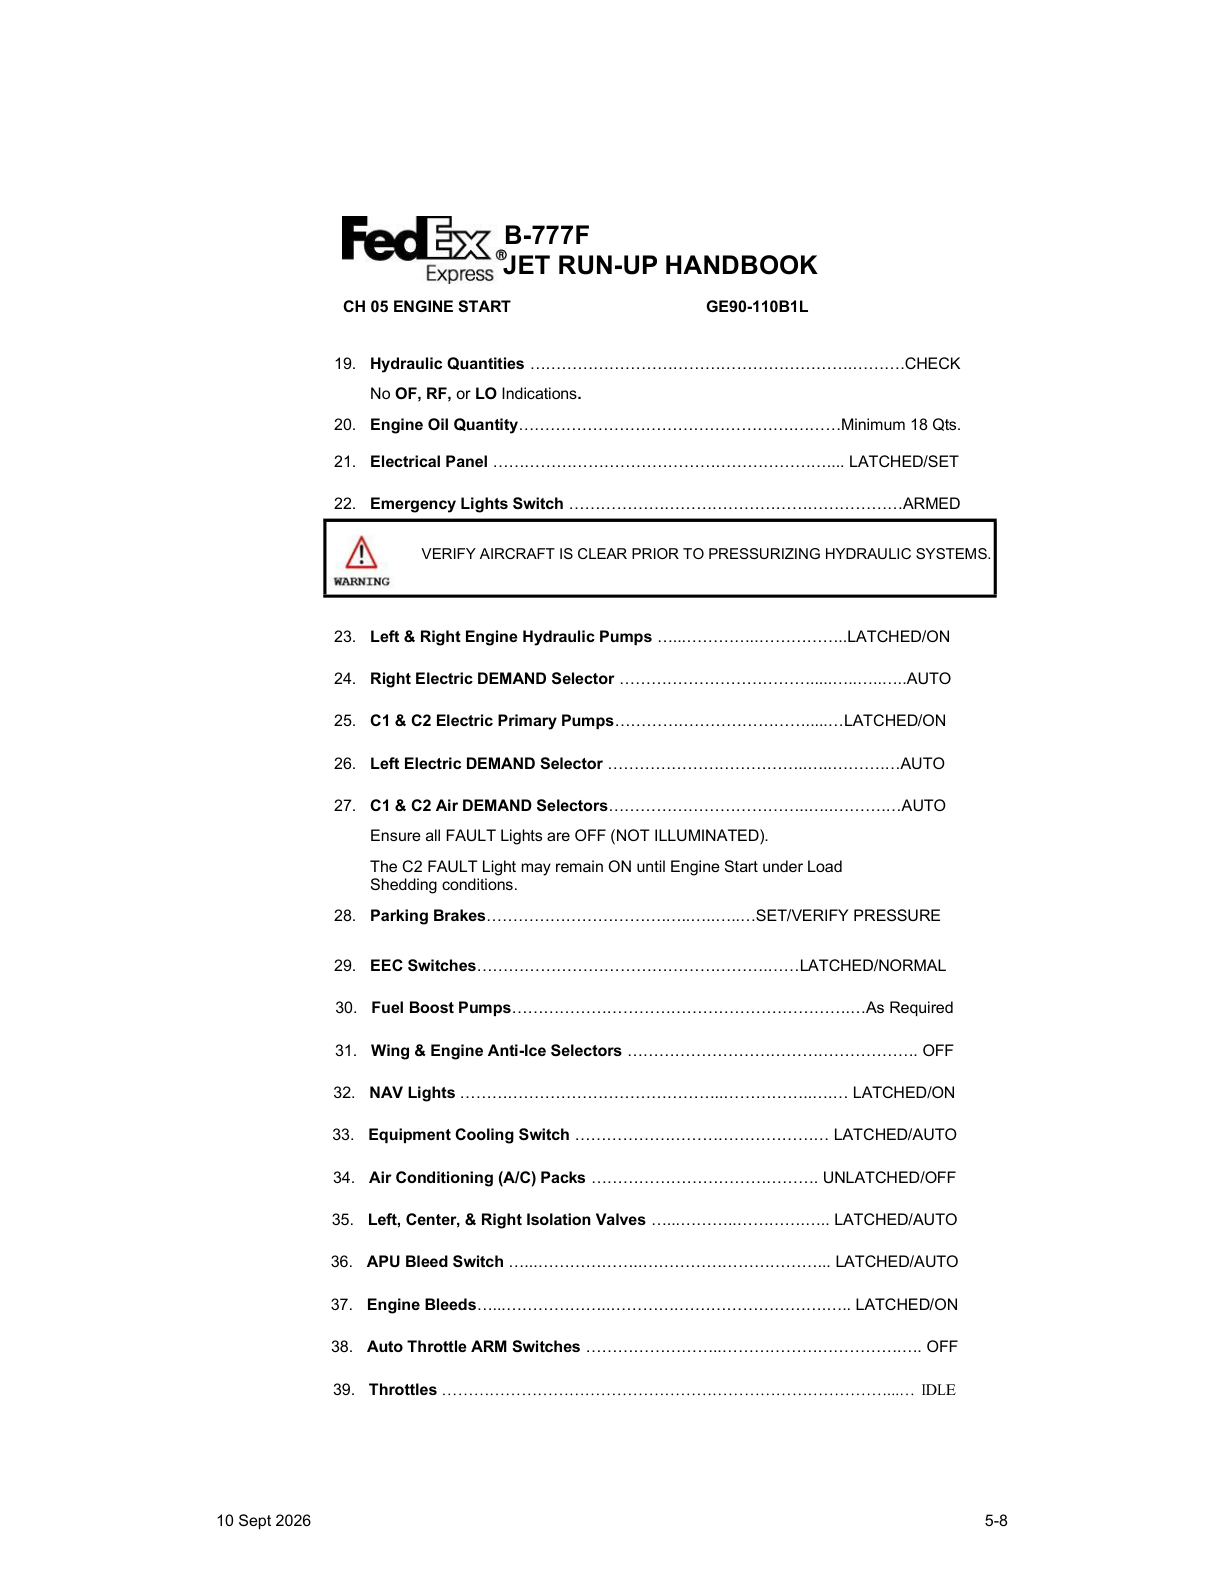 FedEx®
Express
B-777F
JET RUN-UP HANDBOOK
CH 05 ENGINE START GE90-110B1L
19. Hydraulic Quantities ……………………………………………………….……….CHECK
No OF, RF, or LO Indications.
20. Engine Oil Quantity……………………………………………………Minimum 18 Qts.
21. Electrical Panel ………………………………………………………….…... LATCHED/SET
22. Emergency Lights Switch ………………………………………………………ARMED
WARNING
VERIFY AIRCRAFT IS CLEAR PRIOR TO PRESSURIZING HYDRAULIC SYSTEMS.
23. Left & Right Engine Hydraulic Pumps …..…………..……………..LATCHED/ON
24. Right Electric DEMAND Selector ………………………………....…..…..…..AUTO
25. C1 & C2 Electric Primary Pumps……………………………….....…LATCHED/ON
26. Left Electric DEMAND Selector ………………………………..…..……….…AUTO
27. C1 & C2 Air DEMAND Selectors………………………………..…..……….…AUTO
Ensure all FAULT Lights are OFF (NOT ILLUMINATED).
The C2 FAULT Light may remain ON until Engine Start under Load
Shedding conditions.
28. Parking Brakes…………………………….…..…..…..…SET/VERIFY PRESSURE
29. EEC Switches……………………………………………….……LATCHED/NORMAL
30. Fuel Boost Pumps……………………………………………………….…As Required
31. Wing & Engine Anti-Ice Selectors ………………………………………………. OFF
32. NAV Lights …………………………………………..……………..….… LATCHED/ON
33. Equipment Cooling Switch ………………………………………… LATCHED/AUTO
34. Air Conditioning (A/C) Packs ……………………………………. UNLATCHED/OFF
35. Left, Center, & Right Isolation Valves …..………..…………….….. LATCHED/AUTO
36. APU Bleed Switch …..………………..……………………………... LATCHED/AUTO
37. Engine Bleeds…..………………..…………………………………….….. LATCHED/ON
38. Auto Throttle ARM Switches ……………………..…………………………….…. OFF
39. Throttles …………………………………………………………………………...… IDLE
10 Sept 2026 5-8